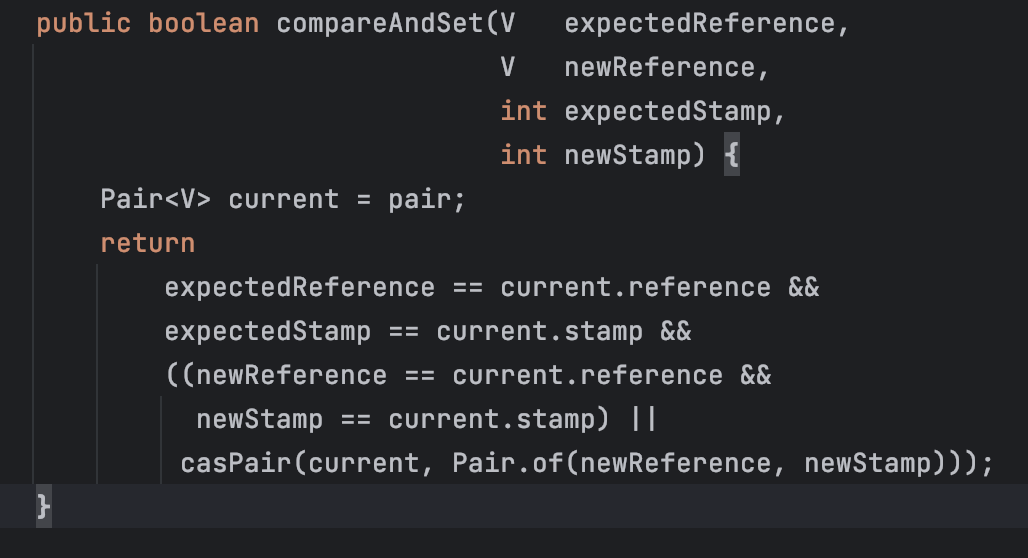 public boolean compareAndSet(V   expectedReference,
                             V   newReference,
                             int expectedStamp,
                             int newStamp) {
    Pair<V> current = pair;
    return
        expectedReference == current.reference &&
        expectedStamp == current.stamp &&
        ((newReference == current.reference &&
          newStamp == current.stamp) ||
         casPair(current, Pair.of(newReference, newStamp)));
}